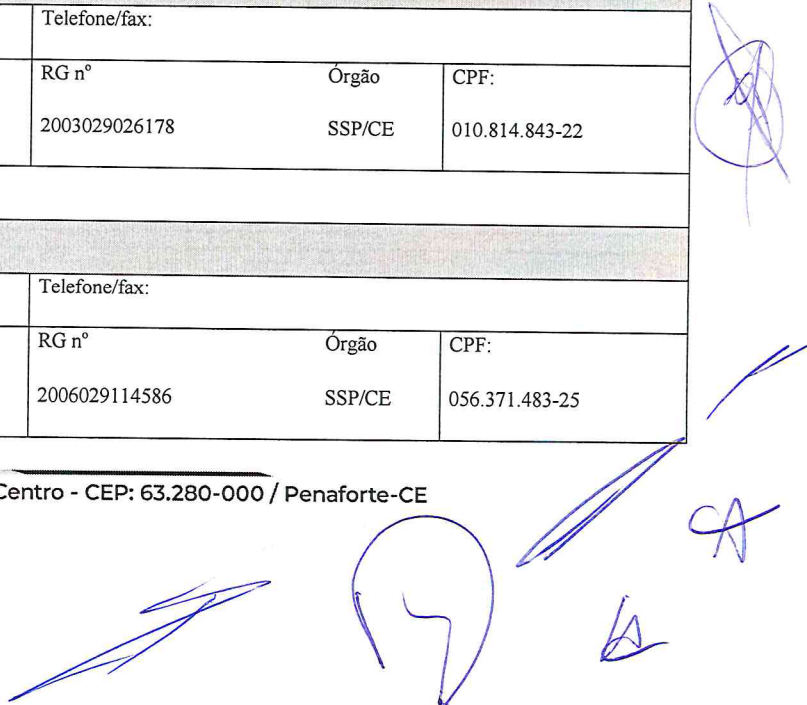 Telefone/fax:
RG nº Órgão CPF:
2003029026178 SSP/CE 010.814.843-22
Telefone/fax:
RG nº Órgão CPF:
2006029114586 SSP/CE 056.371.483-25
Centro - CEP: 63.280-000 / Penaforte-CE